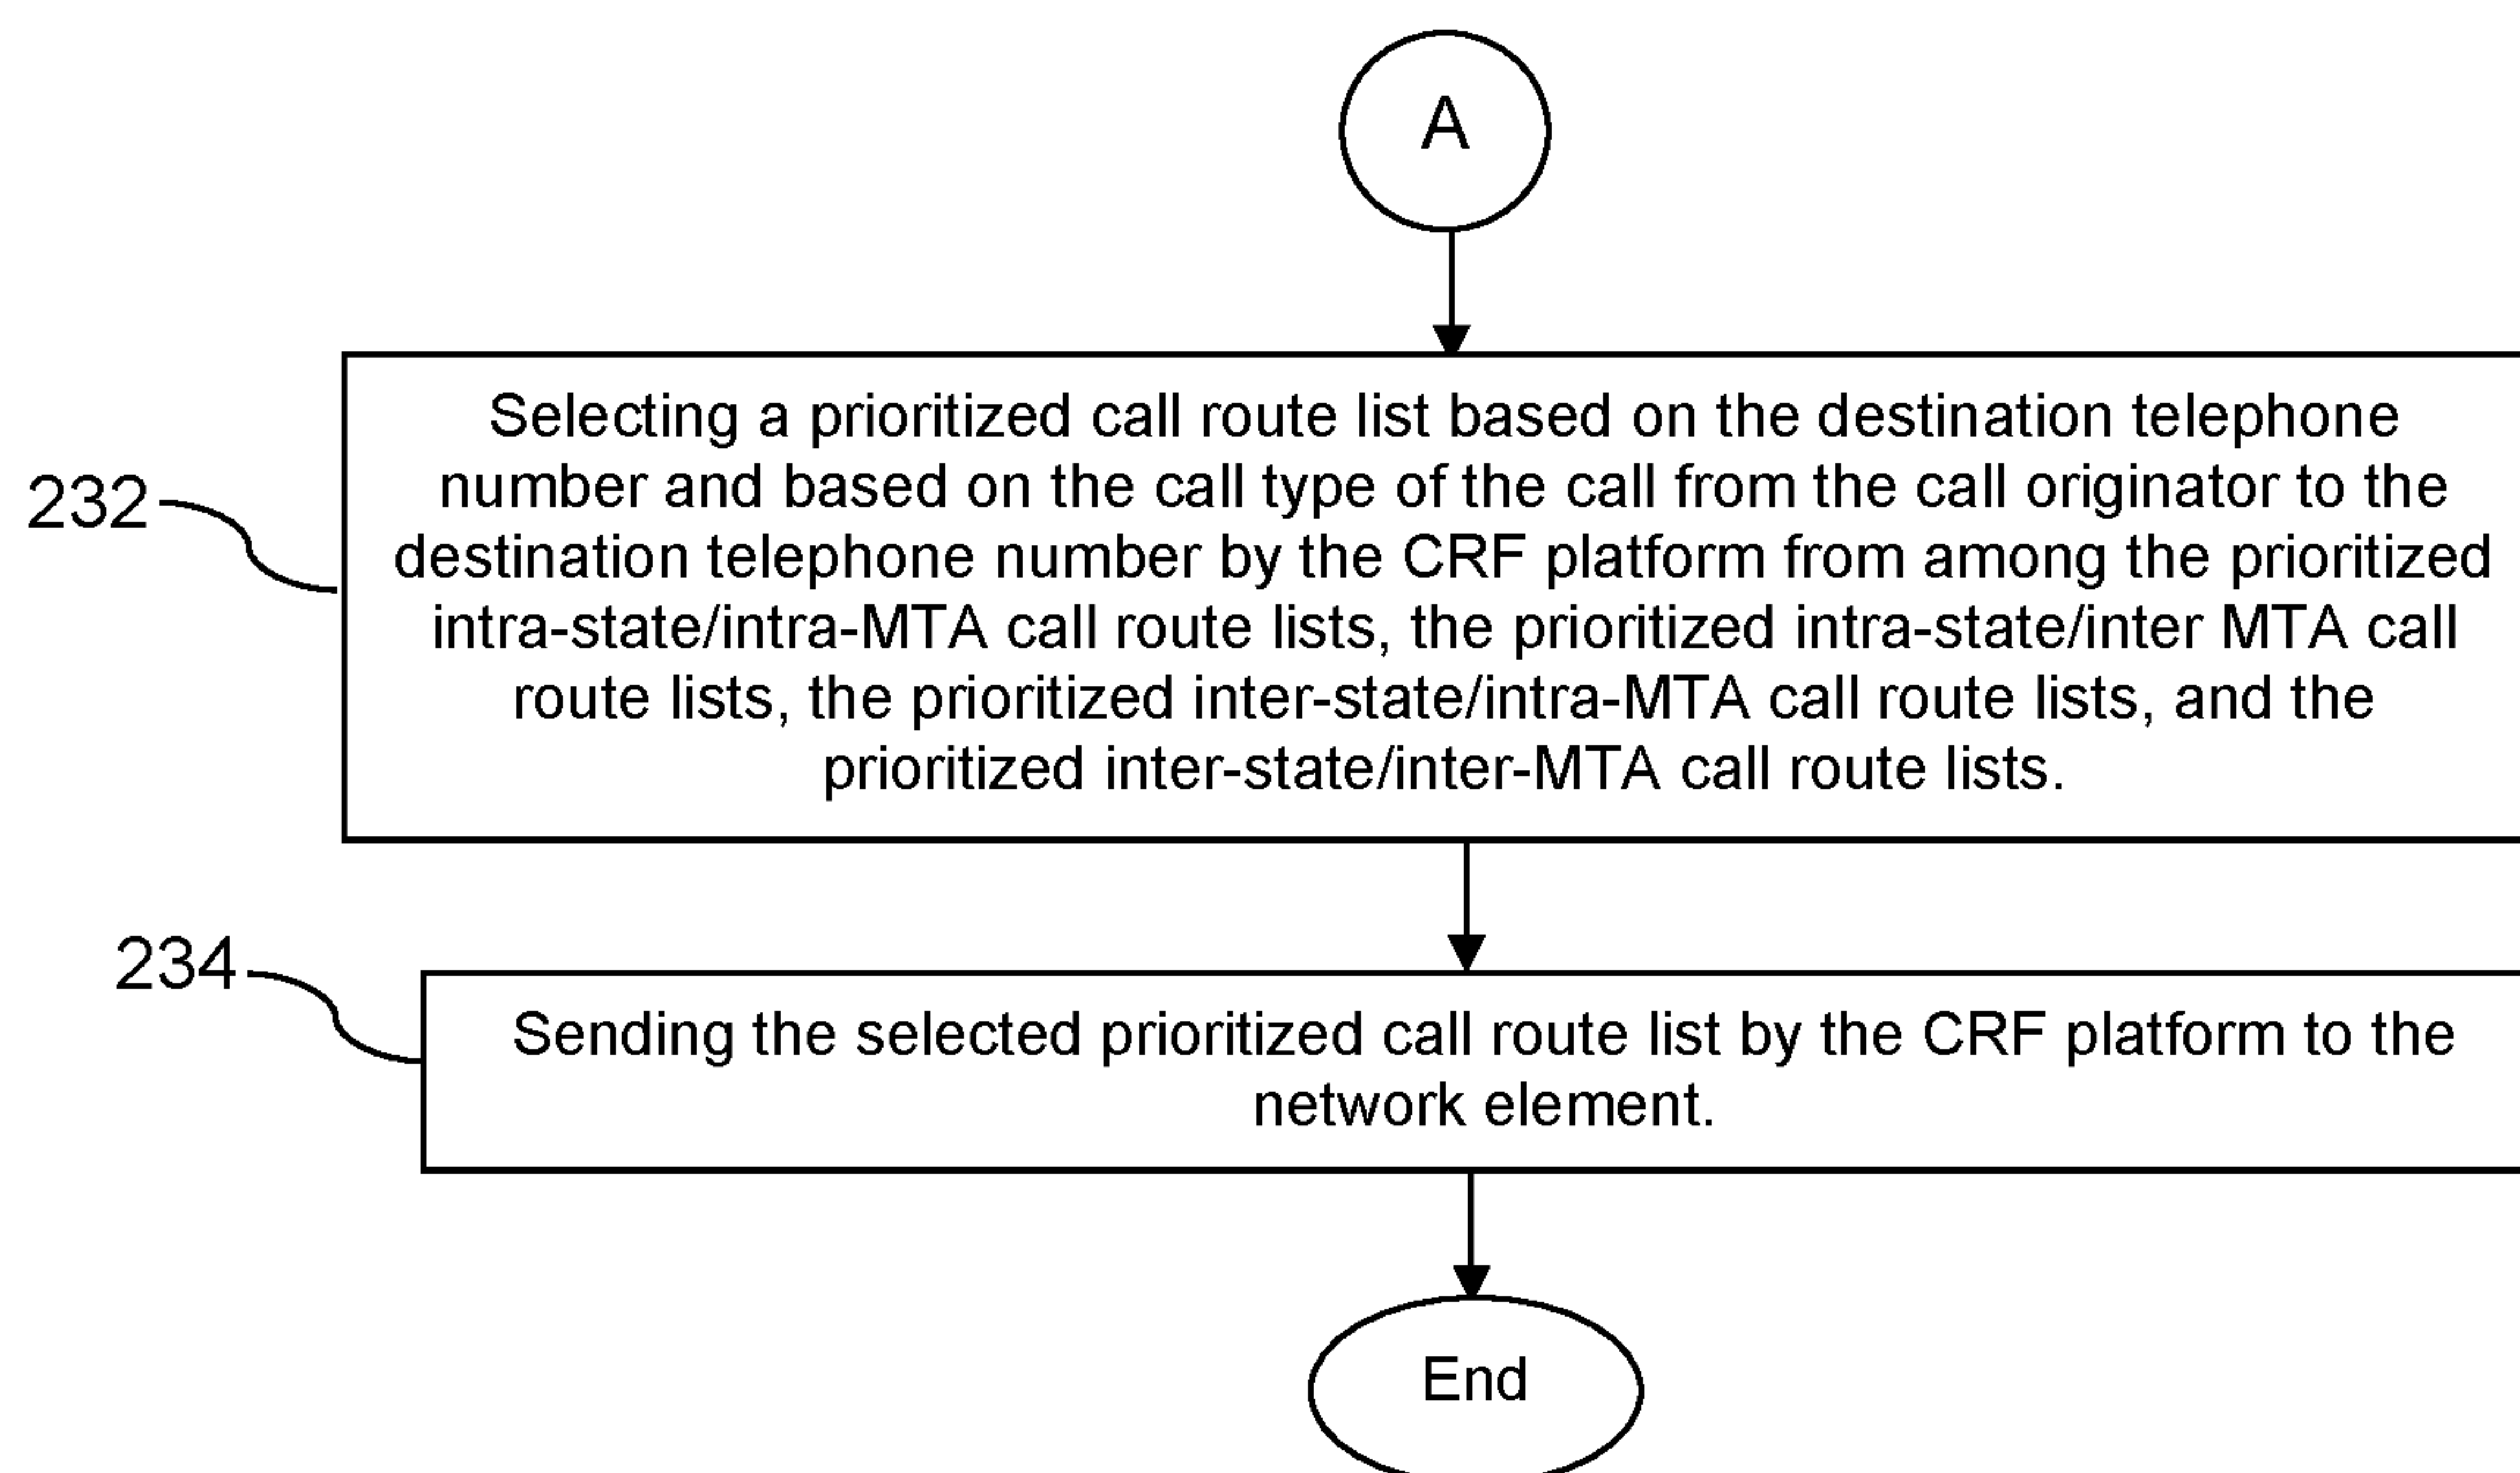 A
Selecting a prioritized call route list based on the destination telephone
number and based on the call type of the call from the call originator to the
destination telephone number by the CRF platform from among the prioritized
intra-state/intra-MTA call route lists, the prioritized intra-state/inter MTA call
route lists, the prioritized inter-state/intra-MTA call route lists, and the
prioritized inter-state/inter-MTA call route lists.
232
234
Sending the selected prioritized call route list by the CRF platform to the
network element.
End